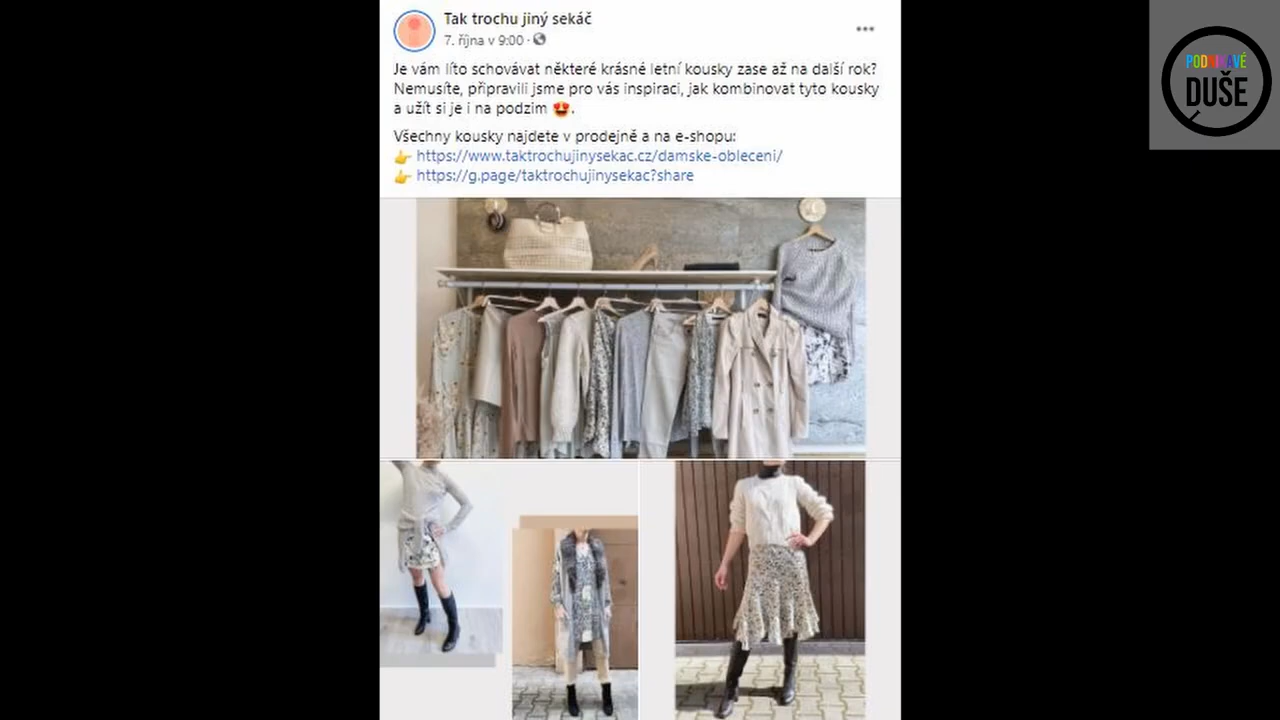 Tak trochu jiný sekáč
7. října v 9:00 ·
Je vám líto schovávat některé krásné letní kousky zase až na další rok?
Nemusíte, připravili jsme pro vás inspiraci, jak kombinovat tyto kousky
a užít si je i na podzim 😍.
Všechny kousky najdete v prodejně a na e-shopu:
👉 https://www.taktrochujinysekac.cz/damske-obleceni/
👉 https://g.page/taktrochujinysekac?share
PODNIKAVÉ
DUŠE